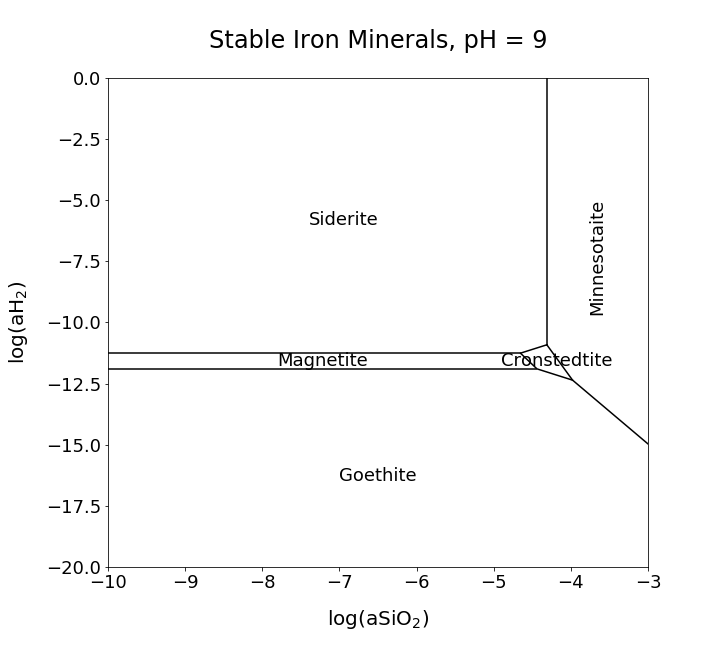 Stable Iron Minerals, pH = 9
0.0
−2.5
−5.0
−7.5
−10.0
−12.5
−15.0
−17.5
−20.0
log(aH₂)
Siderite
Minnesotaite
Magnetite
Cronstedtite
Goethite
−10 −9 −8 −7 −6 −5 −4 −3
log(aSiO₂)